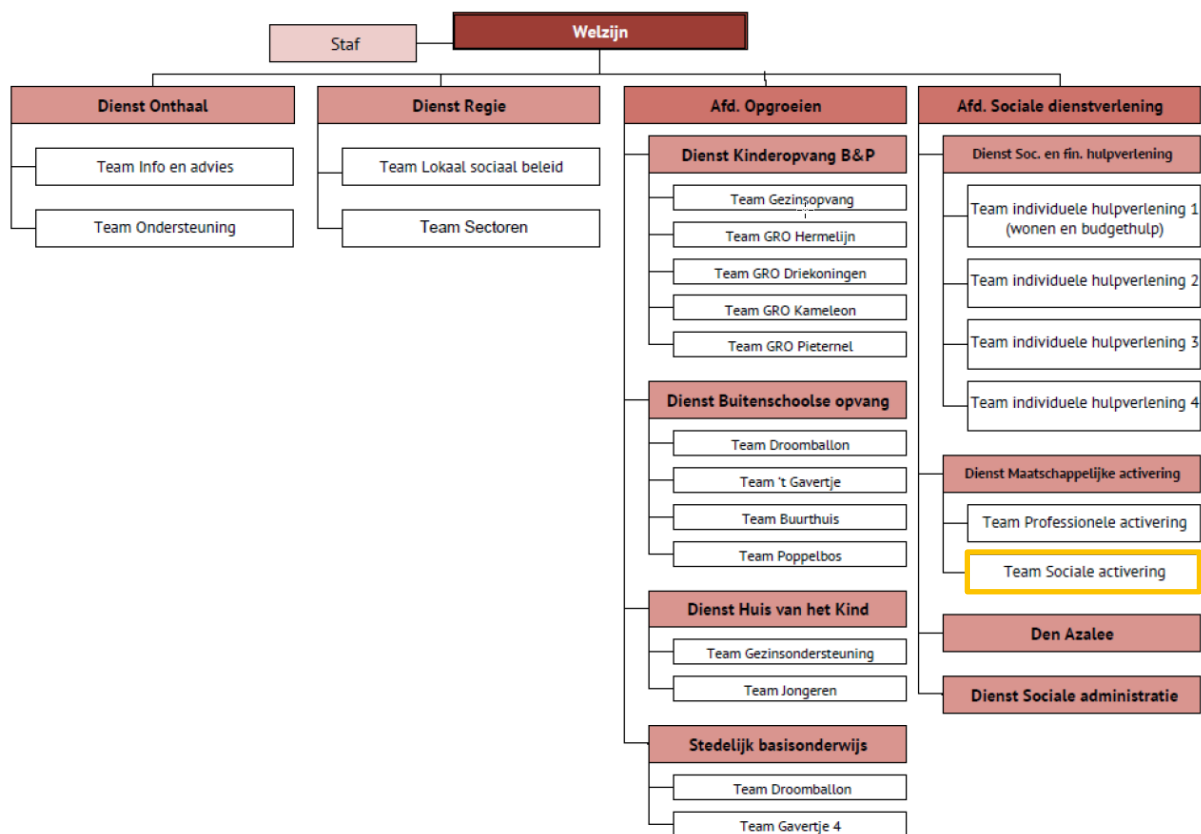 Welzijn
Staf
Dienst Onthaal
Team Info en advies
Team Ondersteuning
Dienst Regie
Team Lokaal sociaal beleid
Team Sectoren
Afd. Opgroeien
Dienst Kinderopvang B&P
Team Gezinsopvang
Team GRO Hermelijn
Team GRO Driekoningen
Team GRO Kameleon
Team GRO Pieternel
Dienst Buitenschoolse opvang
Team Droomballon
Team 't Gavertje
Team Buurthuis
Team Poppelbos
Dienst Huis van het Kind
Team Gezinsondersteuning
Team Jongeren
Stedelijk basisonderwijs
Team Droomballon
Team Gavertje 4
Afd. Sociale dienstverlening
Dienst Soc. en fin. hulpverlening
Team individuele hulpverlening 1
(wonen en budgethulp)
Team individuele hulpverlening 2
Team individuele hulpverlening 3
Team individuele hulpverlening 4
Dienst Maatschappelijke activering
Team Professionele activering
Team Sociale activering
Den Azalee
Dienst Sociale administratie